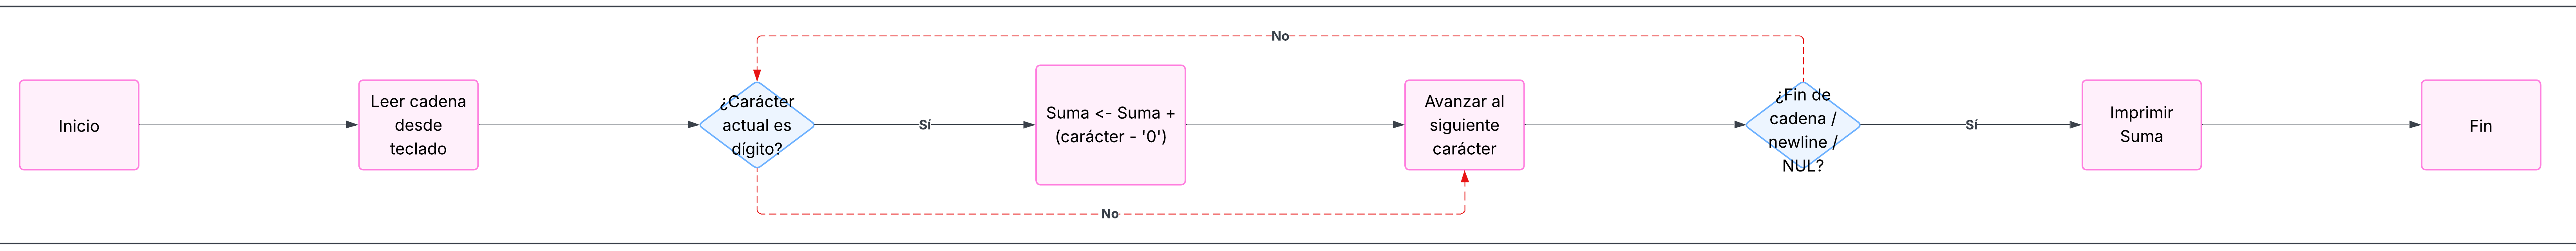 No
Inicio
Leer cadena
desde
teclado
¿Carácter
actual es
dígito?
Sí
Suma <- Suma +
(carácter - '0')
Avanzar al
siguiente
carácter
¿Fin de
cadena /
newline /
NUL?
Sí
Imprimir
Suma
Fin
No